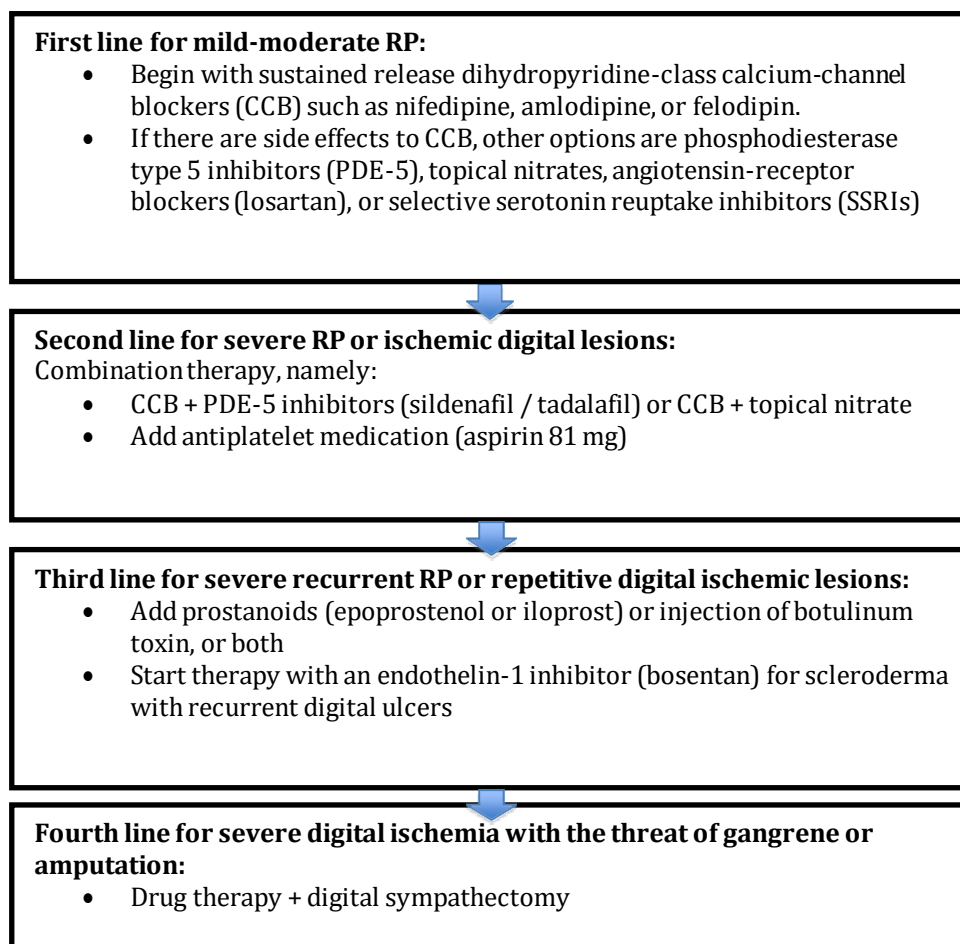 First line for mild-moderate RP:
• Begin with sustained release dihydropyridine-class calcium-channel
blockers (CCB) such as nifedipine, amlodipine, or felodipin.
• If there are side effects to CCB, other options are phosphodiesterase
type 5 inhibitors (PDE-5), topical nitrates, angiotensin-receptor
blockers (losartan), or selective serotonin reuptake inhibitors (SSRIs)
Second line for severe RP or ischemic digital lesions:
Combination therapy, namely:
• CCB + PDE-5 inhibitors (sildenafil / tadalafil) or CCB + topical nitrate
• Add antiplatelet medication (aspirin 81 mg)
Third line for severe recurrent RP or repetitive digital ischemic lesions:
• Add prostanoids (epoprostenol or iloprost) or injection of botulinum
toxin, or both
• Start therapy with an endothelin-1 inhibitor (bosentan) for scleroderma
with recurrent digital ulcers
Fourth line for severe digital ischemia with the threat of gangrene or
amputation:
• Drug therapy + digital sympathectomy